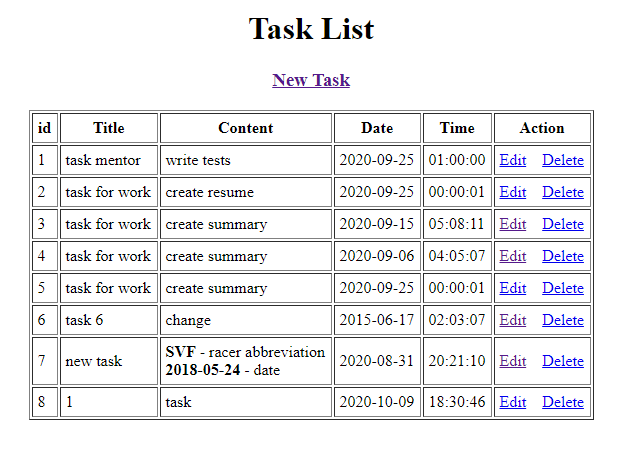 Task List
New Task
id Title Content Date Time Action
1 task mentor write tests 2020-09-25 01:00:00 Edit Delete
2 task for work create resume 2020-09-25 00:00:01 Edit Delete
3 task for work create summary 2020-09-15 05:08:11 Edit Delete
4 task for work create summary 2020-09-06 04:05:07 Edit Delete
5 task for work create summary 2020-09-25 00:00:01 Edit Delete
6 task 6 change 2015-06-17 02:03:07 Edit Delete
7 new task SVF - racer abbreviation 2020-08-31 20:21:10 Edit Delete
2018-05-24 - date
8 1 task 2020-10-09 18:30:46 Edit Delete